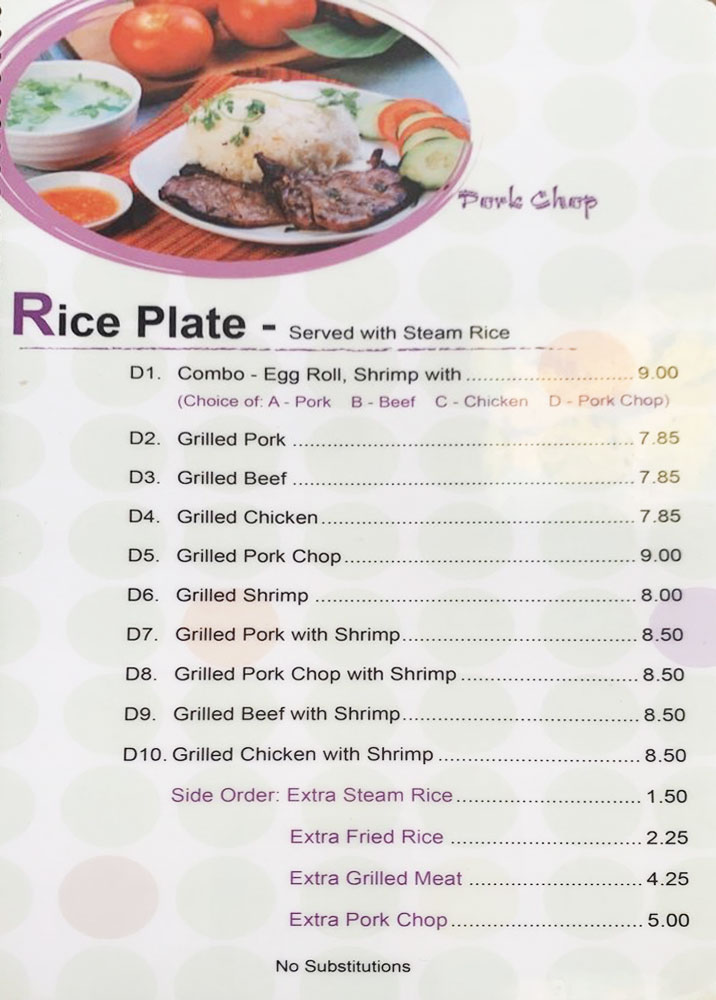 Pork Chop
Rice Plate - Served with Steam Rice
D1. Combo - Egg Roll, Shrimp with ........................ 9.00
(Choice of: A - Pork B - Beef C - Chicken D - Pork Chop)
D2. Grilled Pork ........................ 7.85
D3. Grilled Beef ........................ 7.85
D4. Grilled Chicken ........................ 7.85
D5. Grilled Pork Chop ........................ 9.00
D6. Grilled Shrimp ........................ 8.00
D7. Grilled Pork with Shrimp ........................ 8.50
D8. Grilled Pork Chop with Shrimp ........................ 8.50
D9. Grilled Beef with Shrimp ........................ 8.50
D10. Grilled Chicken with Shrimp ........................ 8.50
Side Order: Extra Steam Rice ........................ 1.50
Extra Fried Rice ........................ 2.25
Extra Grilled Meat ........................ 4.25
Extra Pork Chop ........................ 5.00
No Substitutions